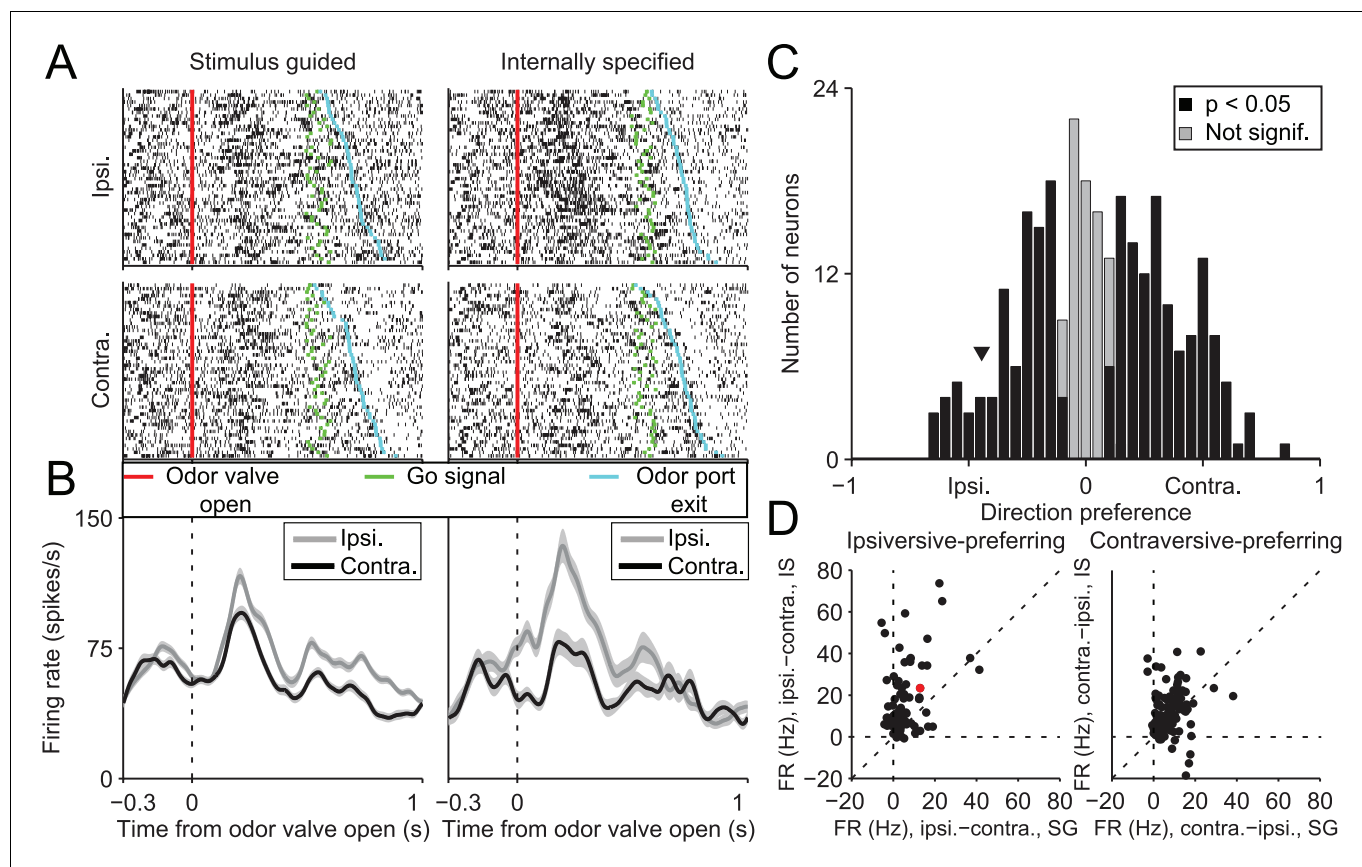 A
Stimulus guided
Internally specified
Ipsi.
Contra.
Odor valve open
Go signal
Odor port exit
B
150
75
0
Firing rate (spikes/s)
Ipsi.
Contra.
Ipsi.
Contra.
−0.3
0
1
−0.3
0
1
Time from odor valve open (s)
Time from odor valve open (s)
C
24
12
0
Number of neurons
p < 0.05
Not signif.
−1
Ipsi.
0
Contra.
1
Direction preference
D
Ipsiversive-preferring
Contraversive-preferring
FR (Hz), ipsi.−contra., IS
80
60
40
20
0
−20
−20
0
20
40
60
80
FR (Hz), ipsi.−contra., SG
FR (Hz), contra.−ipsi., IS
−20
0
20
40
60
80
FR (Hz), contra.−ipsi., SG